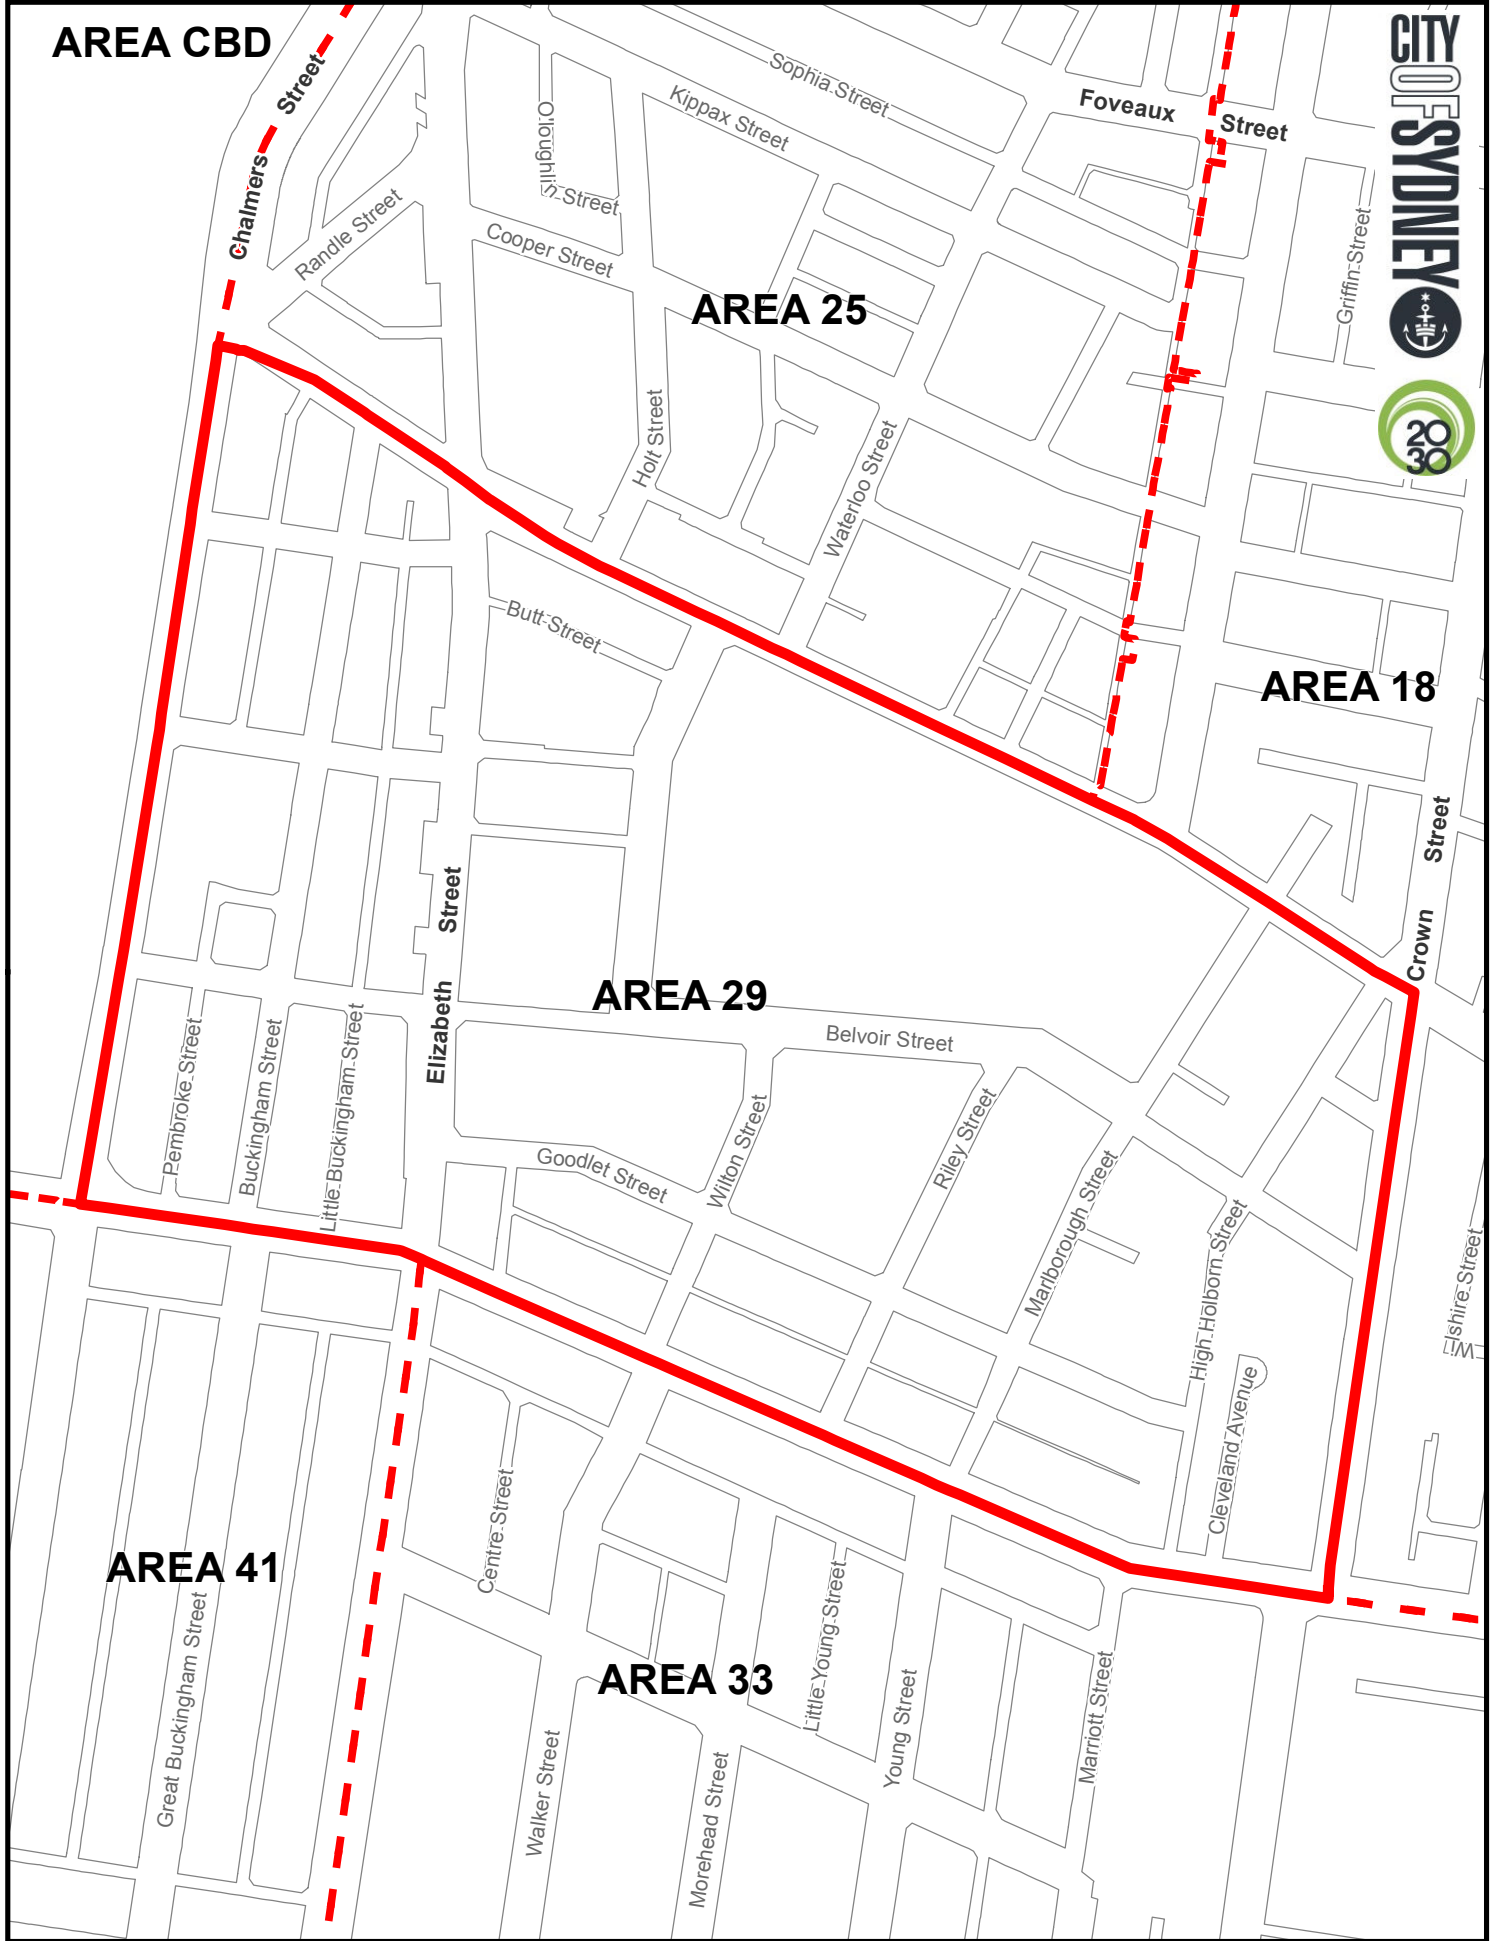 AREA CBD
Chalmers Street
Sophia Street
Kippax Street
Foveaux Street
CITY OF SYDNEY
O'loughlin Street
Randle Street
Cooper Street
Griffin Street
AREA 25
2030
Holt Street
Waterloo Street
Butt Street
AREA 18
Crown Street
Elizabeth Street
AREA 29
Belvoir Street
Pembroke Street
Buckingham Street
Little Buckingham Street
Goodlet Street
Wilton Street
Riley Street
Marlborough Street
High Holborn Street
Wilshire Street
Cleveland Avenue
Centre Street
AREA 41
Great Buckingham Street
AREA 33
Little Young Street
Young Street
Marriott Street
Walker Street
Morehead Street